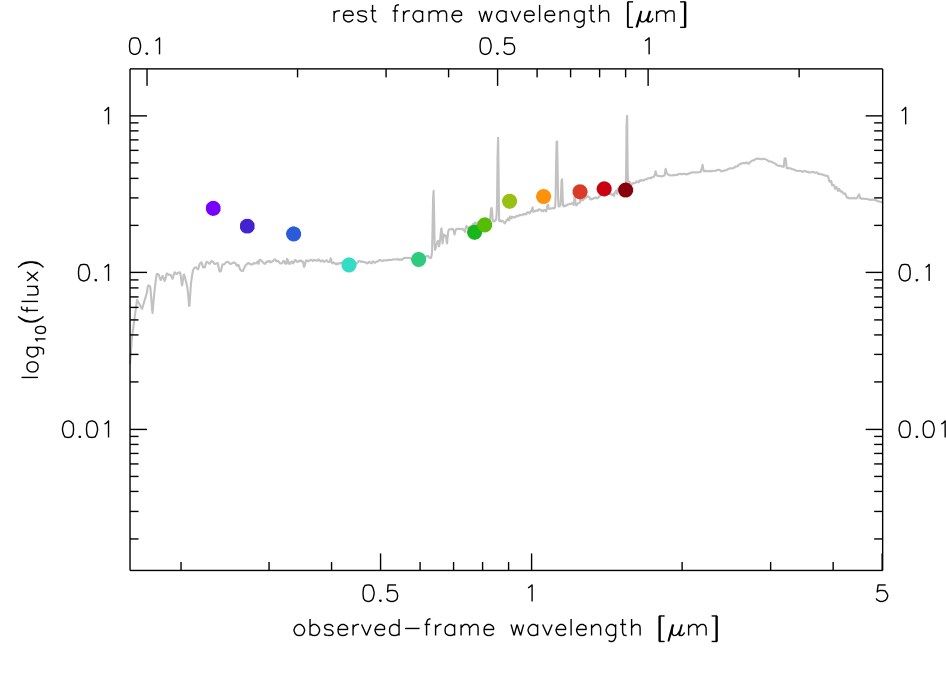 rest frame wavelength [μm]
0.1 0.5 1
1 1
0.1 0.1
0.01 0.01
log10(flux)
0.5 1 5
observed-frame wavelength [μm]